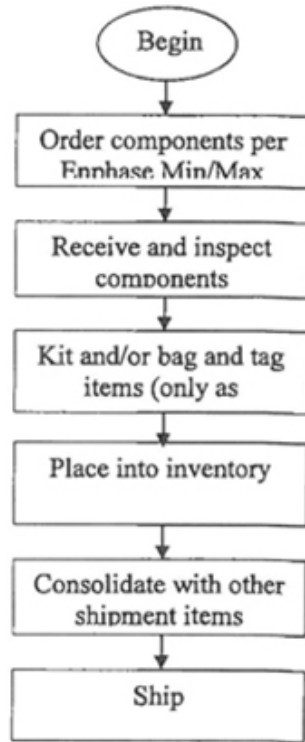 Begin
Order components per
Enphase Min/Max
Receive and inspect
components
Kit and/or bag and tag
items (only as
Place into inventory
Consolidate with other
shipment items
Ship